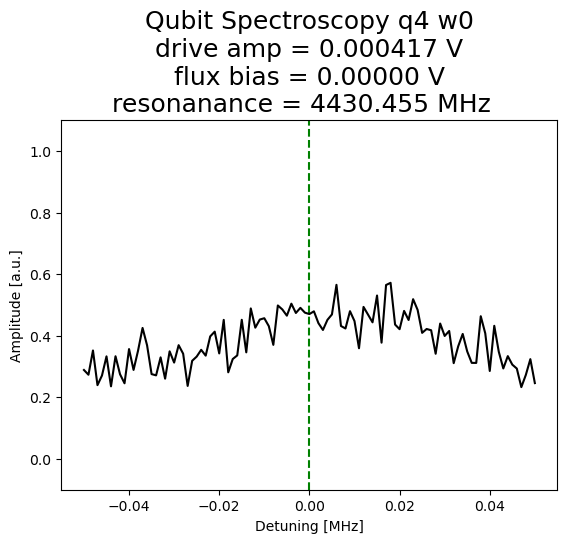 Qubit Spectroscopy q4 w0
drive amp = 0.000417 V
flux bias = 0.00000 V
resonanance = 4430.455 MHz
1.0
0.8
0.6
0.4
0.2
0.0
Amplitude [a.u.]
−0.04 −0.02 0.00 0.02 0.04
Detuning [MHz]